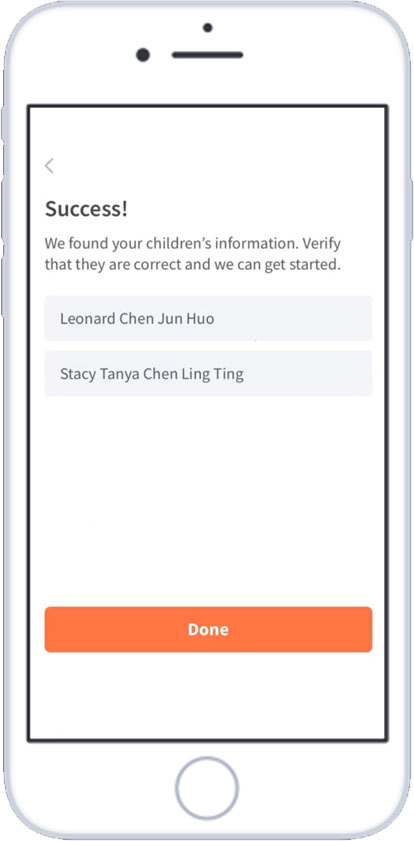 Success!
We found your children’s information. Verify
that they are correct and we can get started.
Leonard Chen Jun Huo
Stacy Tanya Chen Ling Ting
Done